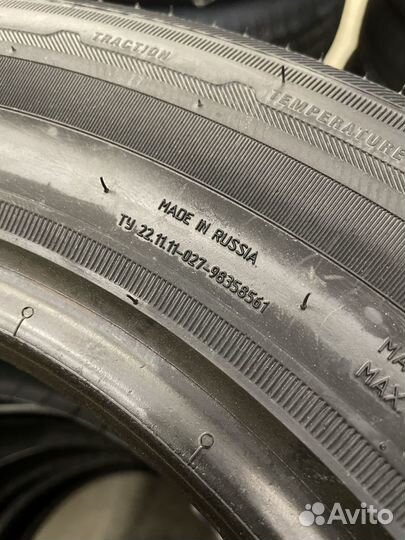 TRACTION
TEMPERATURE
MADE IN RUSSIA
ТУ 22.11.11-027-98358561
MAX
Avito